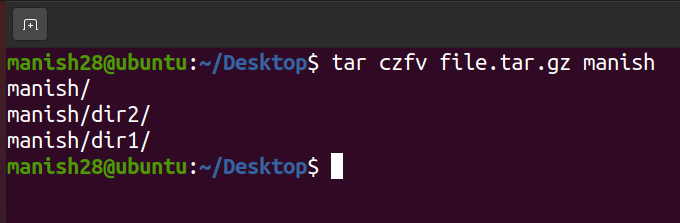 manish28@ubuntu:~/Desktop$ tar czfv file.tar.gz manish
manish/
manish/dir2/
manish/dir1/
manish28@ubuntu:~/Desktop$